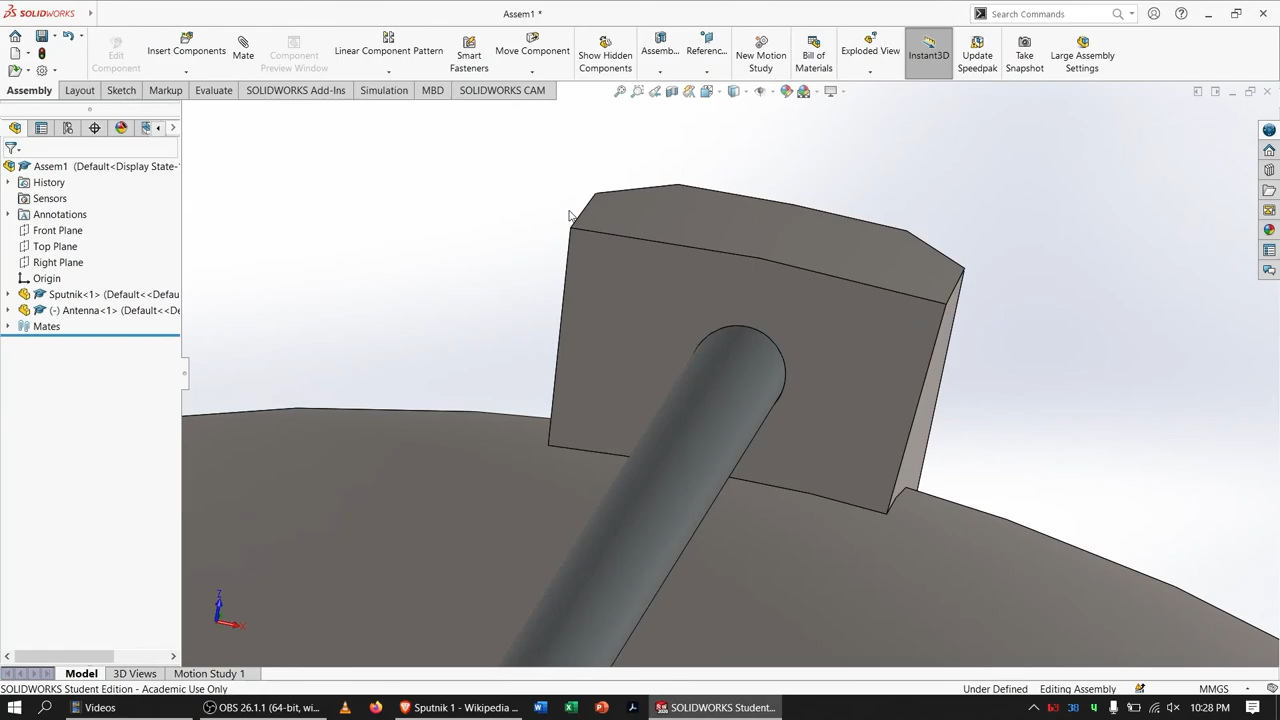 SOLIDWORKS
Assem1 *
Search Commands
Edit Component
Insert Components
Mate
Component Preview Window
Linear Component Pattern
Smart Fasteners
Move Component
Show Hidden Components
Assemb...
Referenc...
New Motion Study
Bill of Materials
Exploded View
Instant3D
Update Speedpak
Take Snapshot
Large Assembly Settings
Assembly
Layout
Sketch
Markup
Evaluate
SOLIDWORKS Add-Ins
Simulation
MBD
SOLIDWORKS CAM
Assem1 (Default<Display State-
History
Sensors
Annotations
Front Plane
Top Plane
Right Plane
Origin
Sputnik<1> (Default<<Defau
(-) Antenna<1> (Default<<De
Mates
Z
X
Model
3D Views
Motion Study 1
SOLIDWORKS Student Edition - Academic Use Only
Under Defined
Editing Assembly
MMGS
Videos
OBS 26.1.1 (64-bit, wi...
Sputnik 1 - Wikipedia ...
SOLIDWORKS Student...
10:28 PM